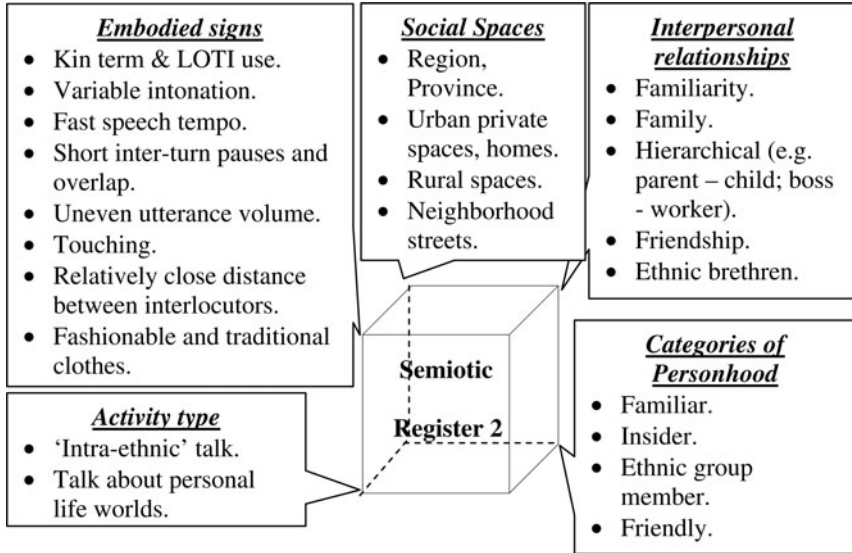 Embodied signs
• Kin term & LOTI use.
• Variable intonation.
• Fast speech tempo.
• Short inter-turn pauses and
overlap.
• Uneven utterance volume.
• Touching.
• Relatively close distance
between interlocutors.
• Fashionable and traditional
clothes.
Social Spaces
• Region,
Province.
• Urban private
spaces, homes.
• Rural spaces.
• Neighborhood
streets.
Interpersonal
relationships
• Familiarity.
• Family.
• Hierarchical (e.g.
parent – child; boss
- worker).
• Friendship.
• Ethnic brethren.
Semiotic
Register 2
Activity type
• ‘Intra-ethnic’ talk.
• Talk about personal
life worlds.
Categories of
Personhood
• Familiar.
• Insider.
• Ethnic group
member.
• Friendly.